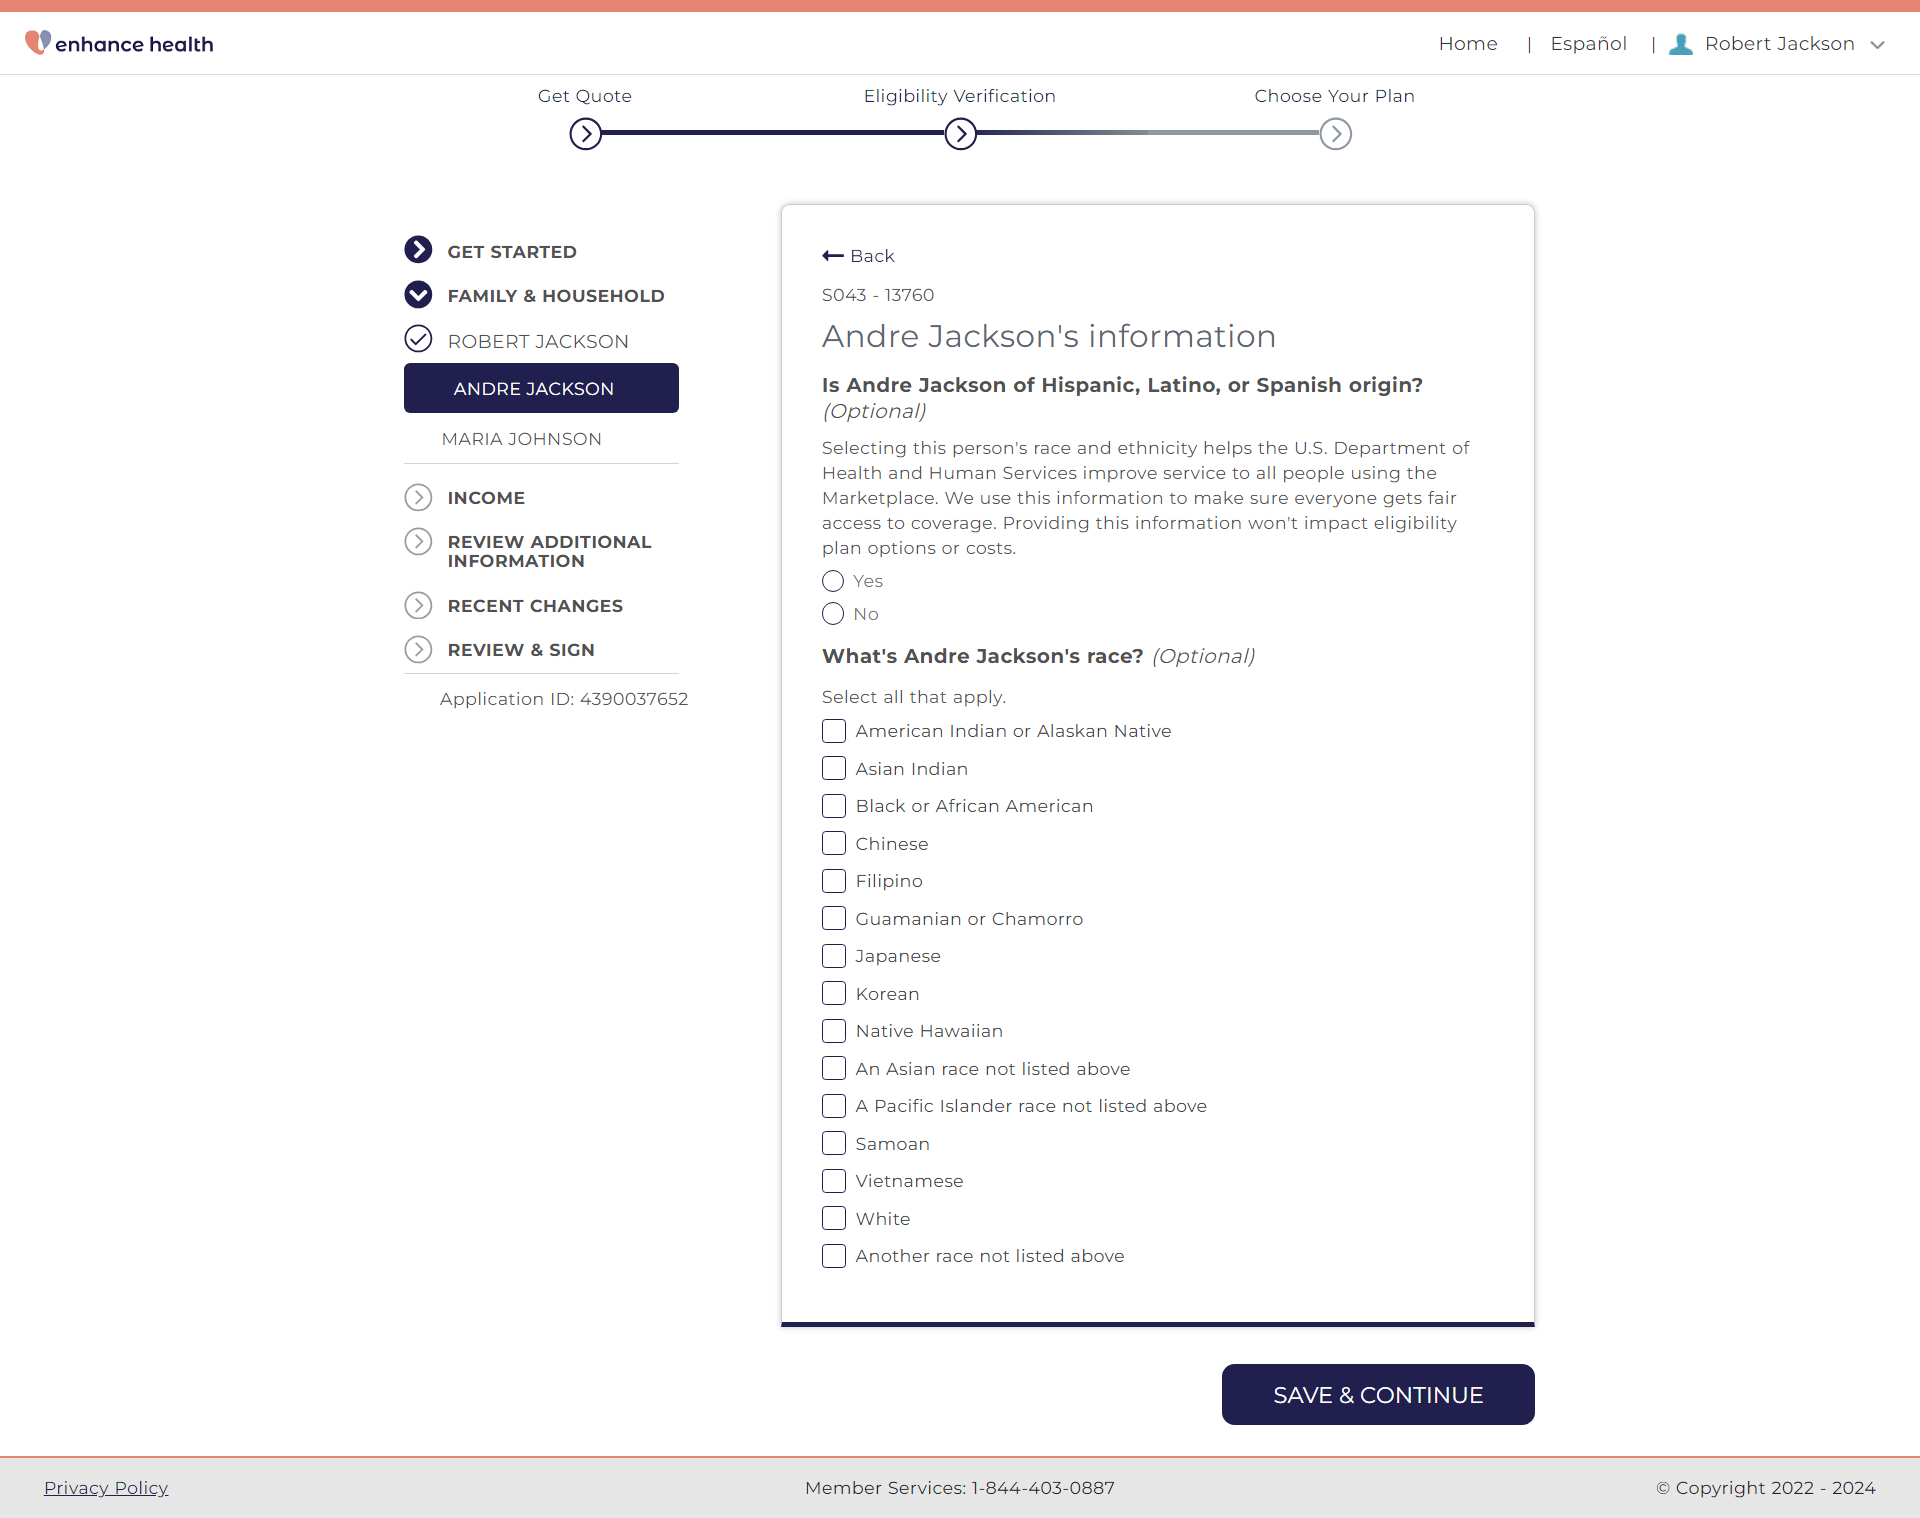 enhance health
Home | Español | Robert Jackson
Get Quote
Eligibility Verification
Choose Your Plan
GET STARTED
FAMILY & HOUSEHOLD
ROBERT JACKSON
ANDRE JACKSON
MARIA JOHNSON
INCOME
REVIEW ADDITIONAL
INFORMATION
RECENT CHANGES
REVIEW & SIGN
Application ID: 4390037652
Back
S043 - 13760
Andre Jackson's information
Is Andre Jackson of Hispanic, Latino, or Spanish origin?
(Optional)
Selecting this person's race and ethnicity helps the U.S. Department of
Health and Human Services improve service to all people using the
Marketplace. We use this information to make sure everyone gets fair
access to coverage. Providing this information won't impact eligibility
plan options or costs.
Yes
No
What's Andre Jackson's race? (Optional)
Select all that apply.
American Indian or Alaskan Native
Asian Indian
Black or African American
Chinese
Filipino
Guamanian or Chamorro
Japanese
Korean
Native Hawaiian
An Asian race not listed above
A Pacific Islander race not listed above
Samoan
Vietnamese
White
Another race not listed above
SAVE & CONTINUE
Privacy Policy
Member Services: 1-844-403-0887
© Copyright 2022 - 2024